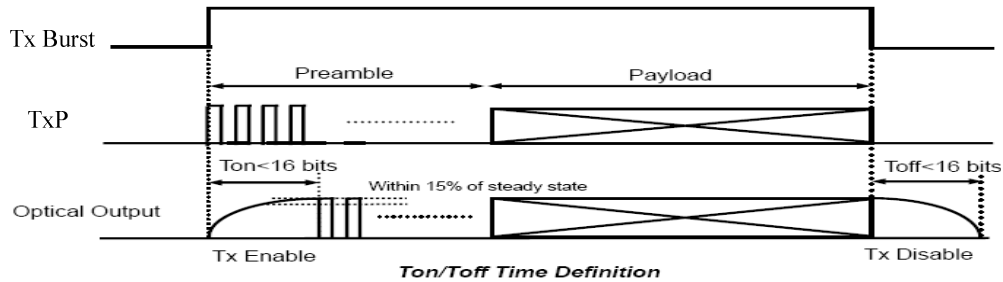 Tx Burst
Preamble
Payload
TxP
Ton<16 bits
Toff<16 bits
Within 15% of steady state
Optical Output
Tx Enable
Tx Disable
Ton/Toff Time Definition